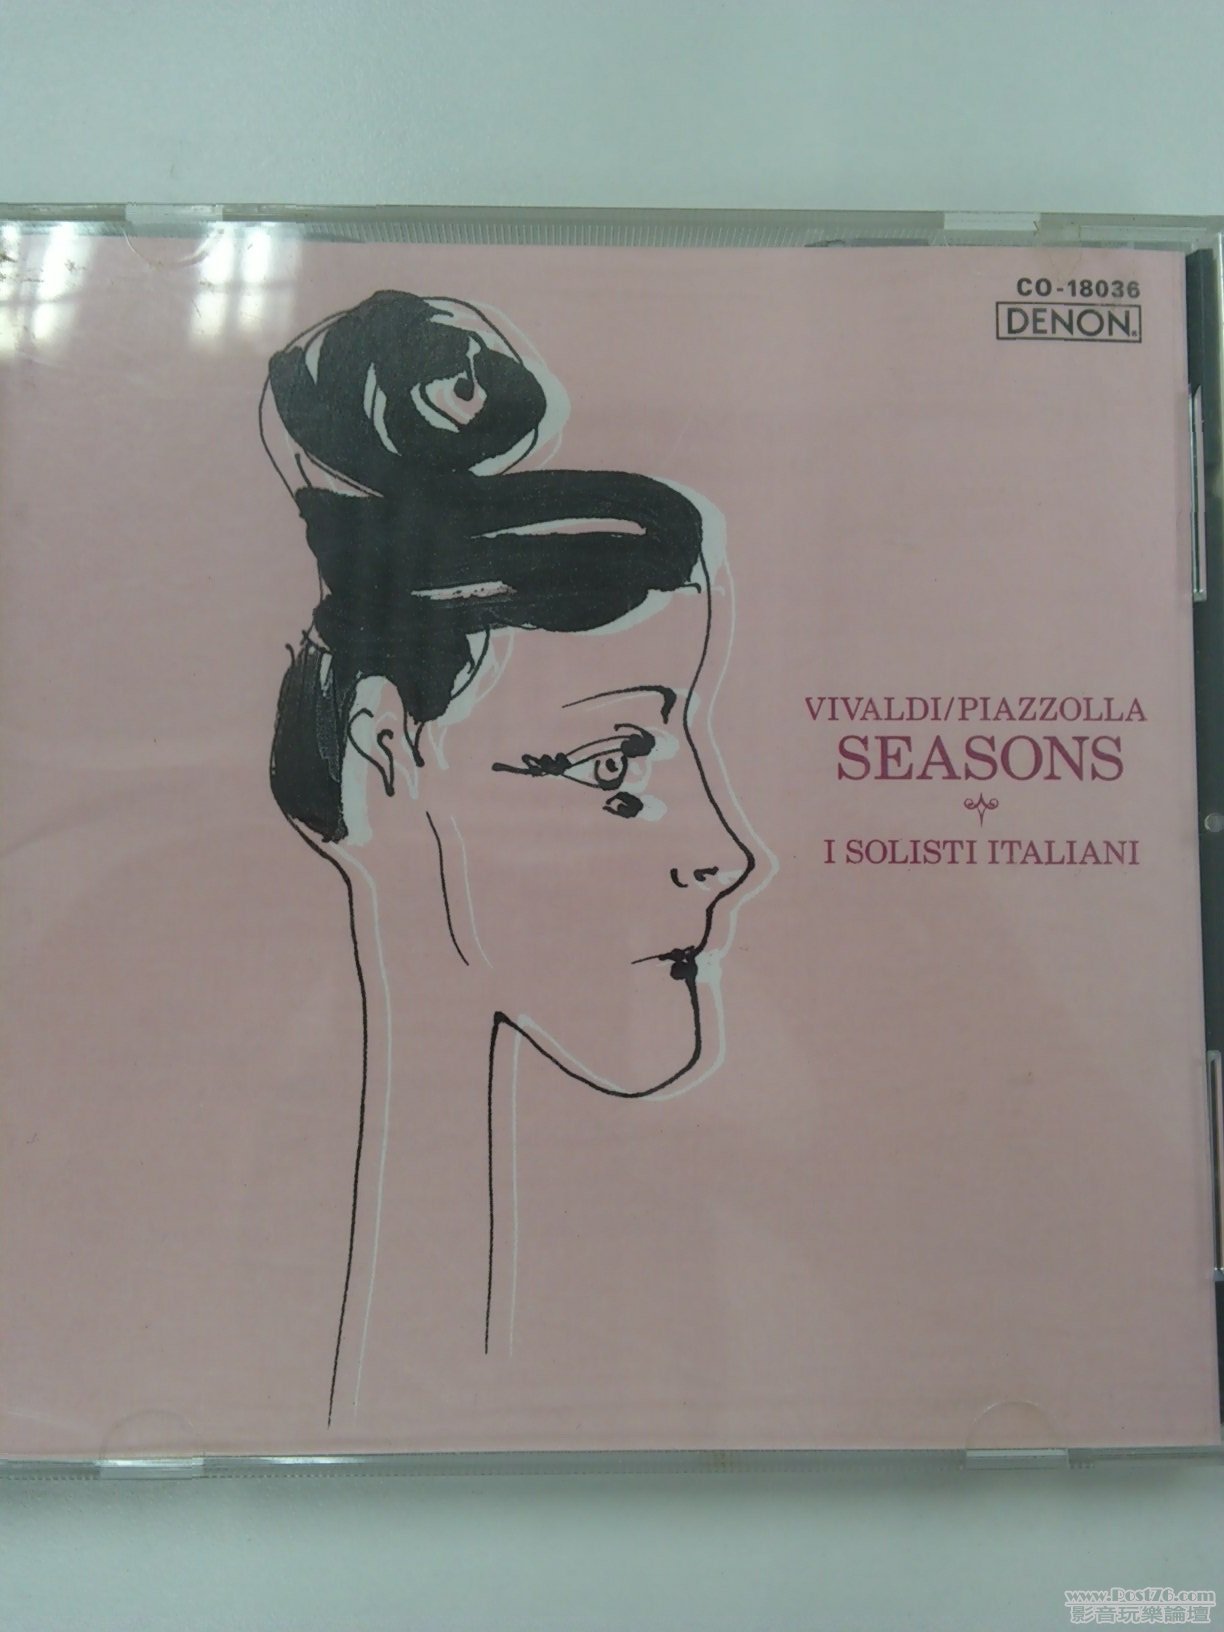 CO-18036
DENON
VIVALDI/PIAZZOLLA
SEASONS
I SOLISTI ITALIANI
www.Post76.com
影音玩樂論壇